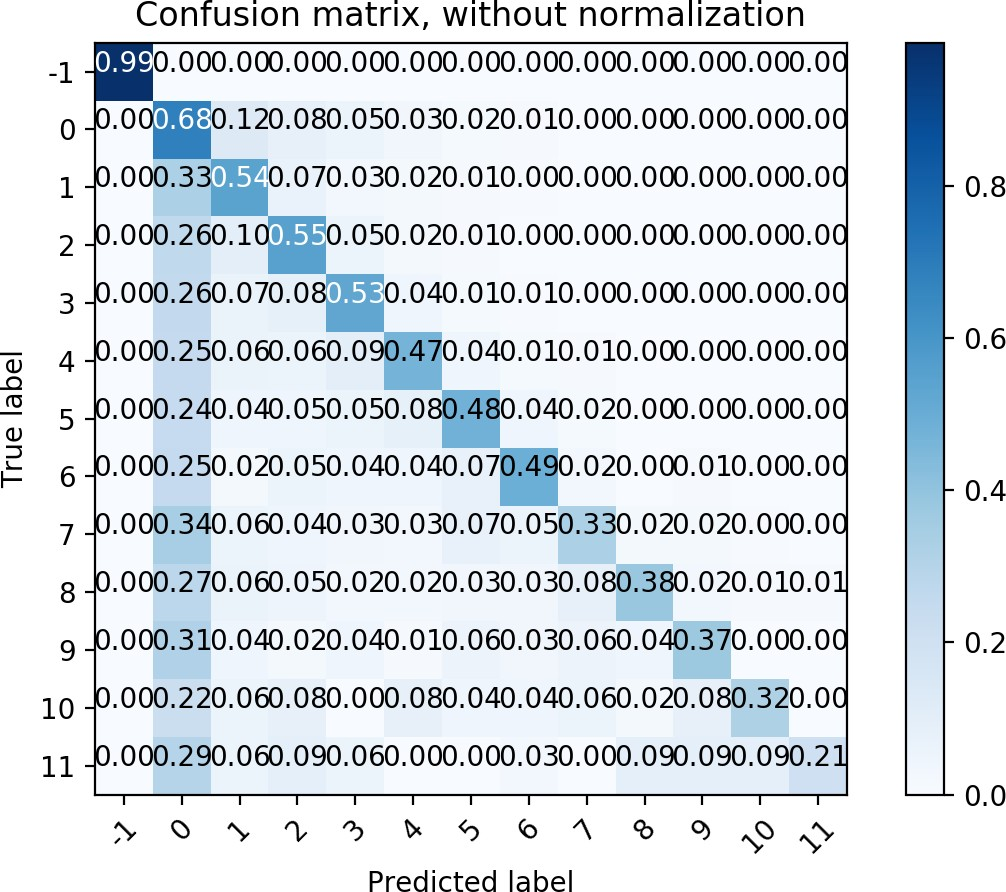 Confusion matrix, without normalization
-1 0.99 0.00 0.00 0.00 0.00 0.00 0.00 0.00 0.00 0.00 0.00 0.00 0.00
0 0.00 0.68 0.12 0.08 0.05 0.03 0.02 0.01 0.00 0.00 0.00 0.00 0.00
1 0.00 0.33 0.54 0.07 0.03 0.02 0.01 0.00 0.00 0.00 0.00 0.00 0.00
2 0.00 0.26 0.10 0.55 0.05 0.02 0.01 0.00 0.00 0.00 0.00 0.00 0.00
3 0.00 0.26 0.07 0.08 0.53 0.04 0.01 0.01 0.00 0.00 0.00 0.00 0.00
4 0.00 0.25 0.06 0.06 0.09 0.47 0.04 0.01 0.01 0.00 0.00 0.00 0.00
5 0.00 0.24 0.04 0.05 0.05 0.08 0.48 0.04 0.02 0.00 0.00 0.00 0.00
6 0.00 0.25 0.02 0.05 0.04 0.04 0.07 0.49 0.02 0.00 0.01 0.00 0.00
7 0.00 0.34 0.06 0.04 0.03 0.03 0.07 0.05 0.33 0.02 0.02 0.00 0.00
8 0.00 0.27 0.06 0.05 0.02 0.02 0.03 0.03 0.08 0.38 0.02 0.01 0.01
9 0.00 0.31 0.04 0.02 0.04 0.01 0.06 0.03 0.06 0.04 0.37 0.00 0.00
10 0.00 0.22 0.06 0.08 0.00 0.08 0.04 0.04 0.06 0.02 0.08 0.32 0.00
11 0.00 0.29 0.06 0.09 0.06 0.00 0.00 0.03 0.00 0.09 0.09 0.09 0.21
True label
-1 0 1 2 3 4 5 6 7 8 9 10 11
Predicted label
0.8
0.6
0.4
0.2
0.0